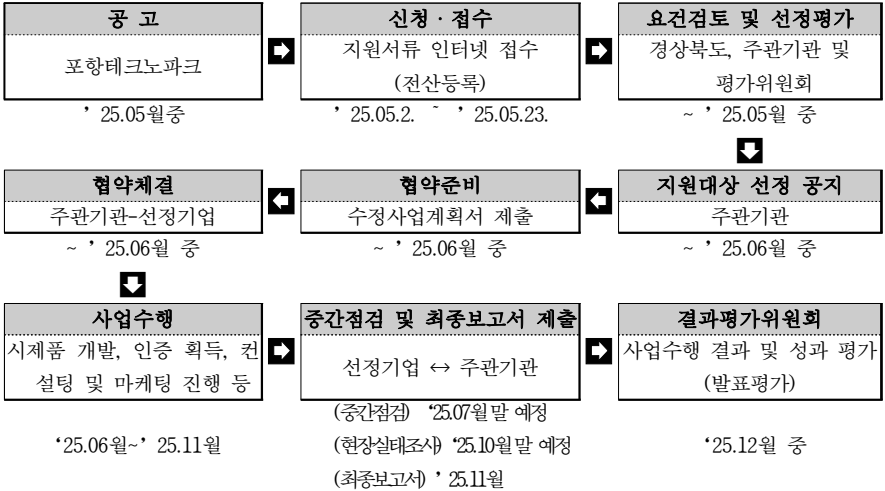 공 고
포항테크노파크
’ 25.05월중
신청ㆍ접수
지원서류 인터넷 접수
(전산등록)
’ 25.05.2. ~ ’ 25.05.23.
요건검토 및 선정평가
경상북도, 주관기관 및
평가위원회
~ ’ 25.05월 중
지원대상 선정 공지
주관기관
~ ’ 25.06월 중
협약준비
수정사업계획서 제출
~ ’ 25.06월 중
협약체결
주관기관-선정기업
~ ’ 25.06월 중
사업수행
시제품 개발, 인증 획득, 컨
설팅 및 마케팅 진행 등
‘25.06월~’ 25.11월
중간점검 및 최종보고서 제출
선정기업 ↔ 주관기관
(중간점검) ‘25.07월말 예정
(현장실태조사) ‘25.10월말 예정
(최종보고서) ’ 25.11월
결과평가위원회
사업수행 결과 및 성과 평가
(발표평가)
‘25.12월 중